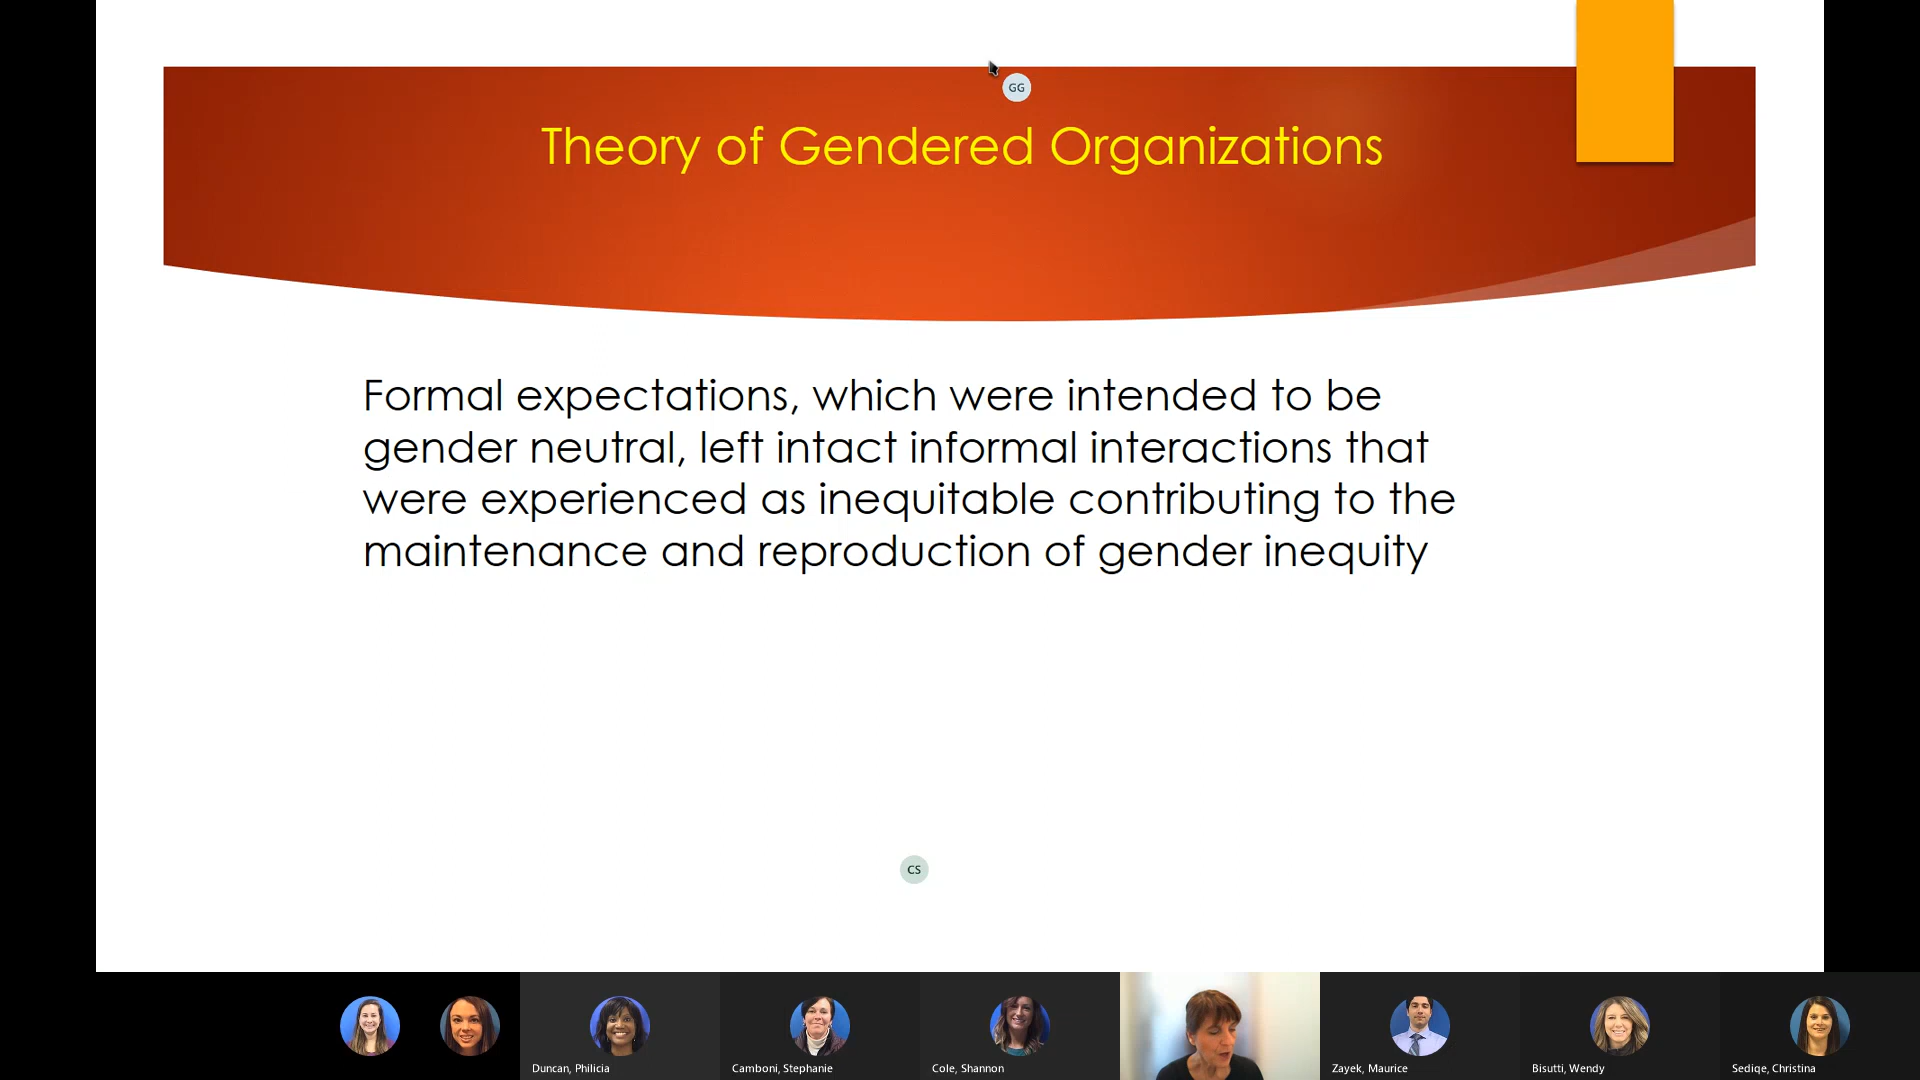 GG
Theory of Gendered Organizations
Formal expectations, which were intended to be
gender neutral, left intact informal interactions that
were experienced as inequitable contributing to the
maintenance and reproduction of gender inequity
CS
Duncan, Philicia
Camboni, Stephanie
Cole, Shannon
Zayek, Maurice
Bisutti, Wendy
Sediqe, Christina